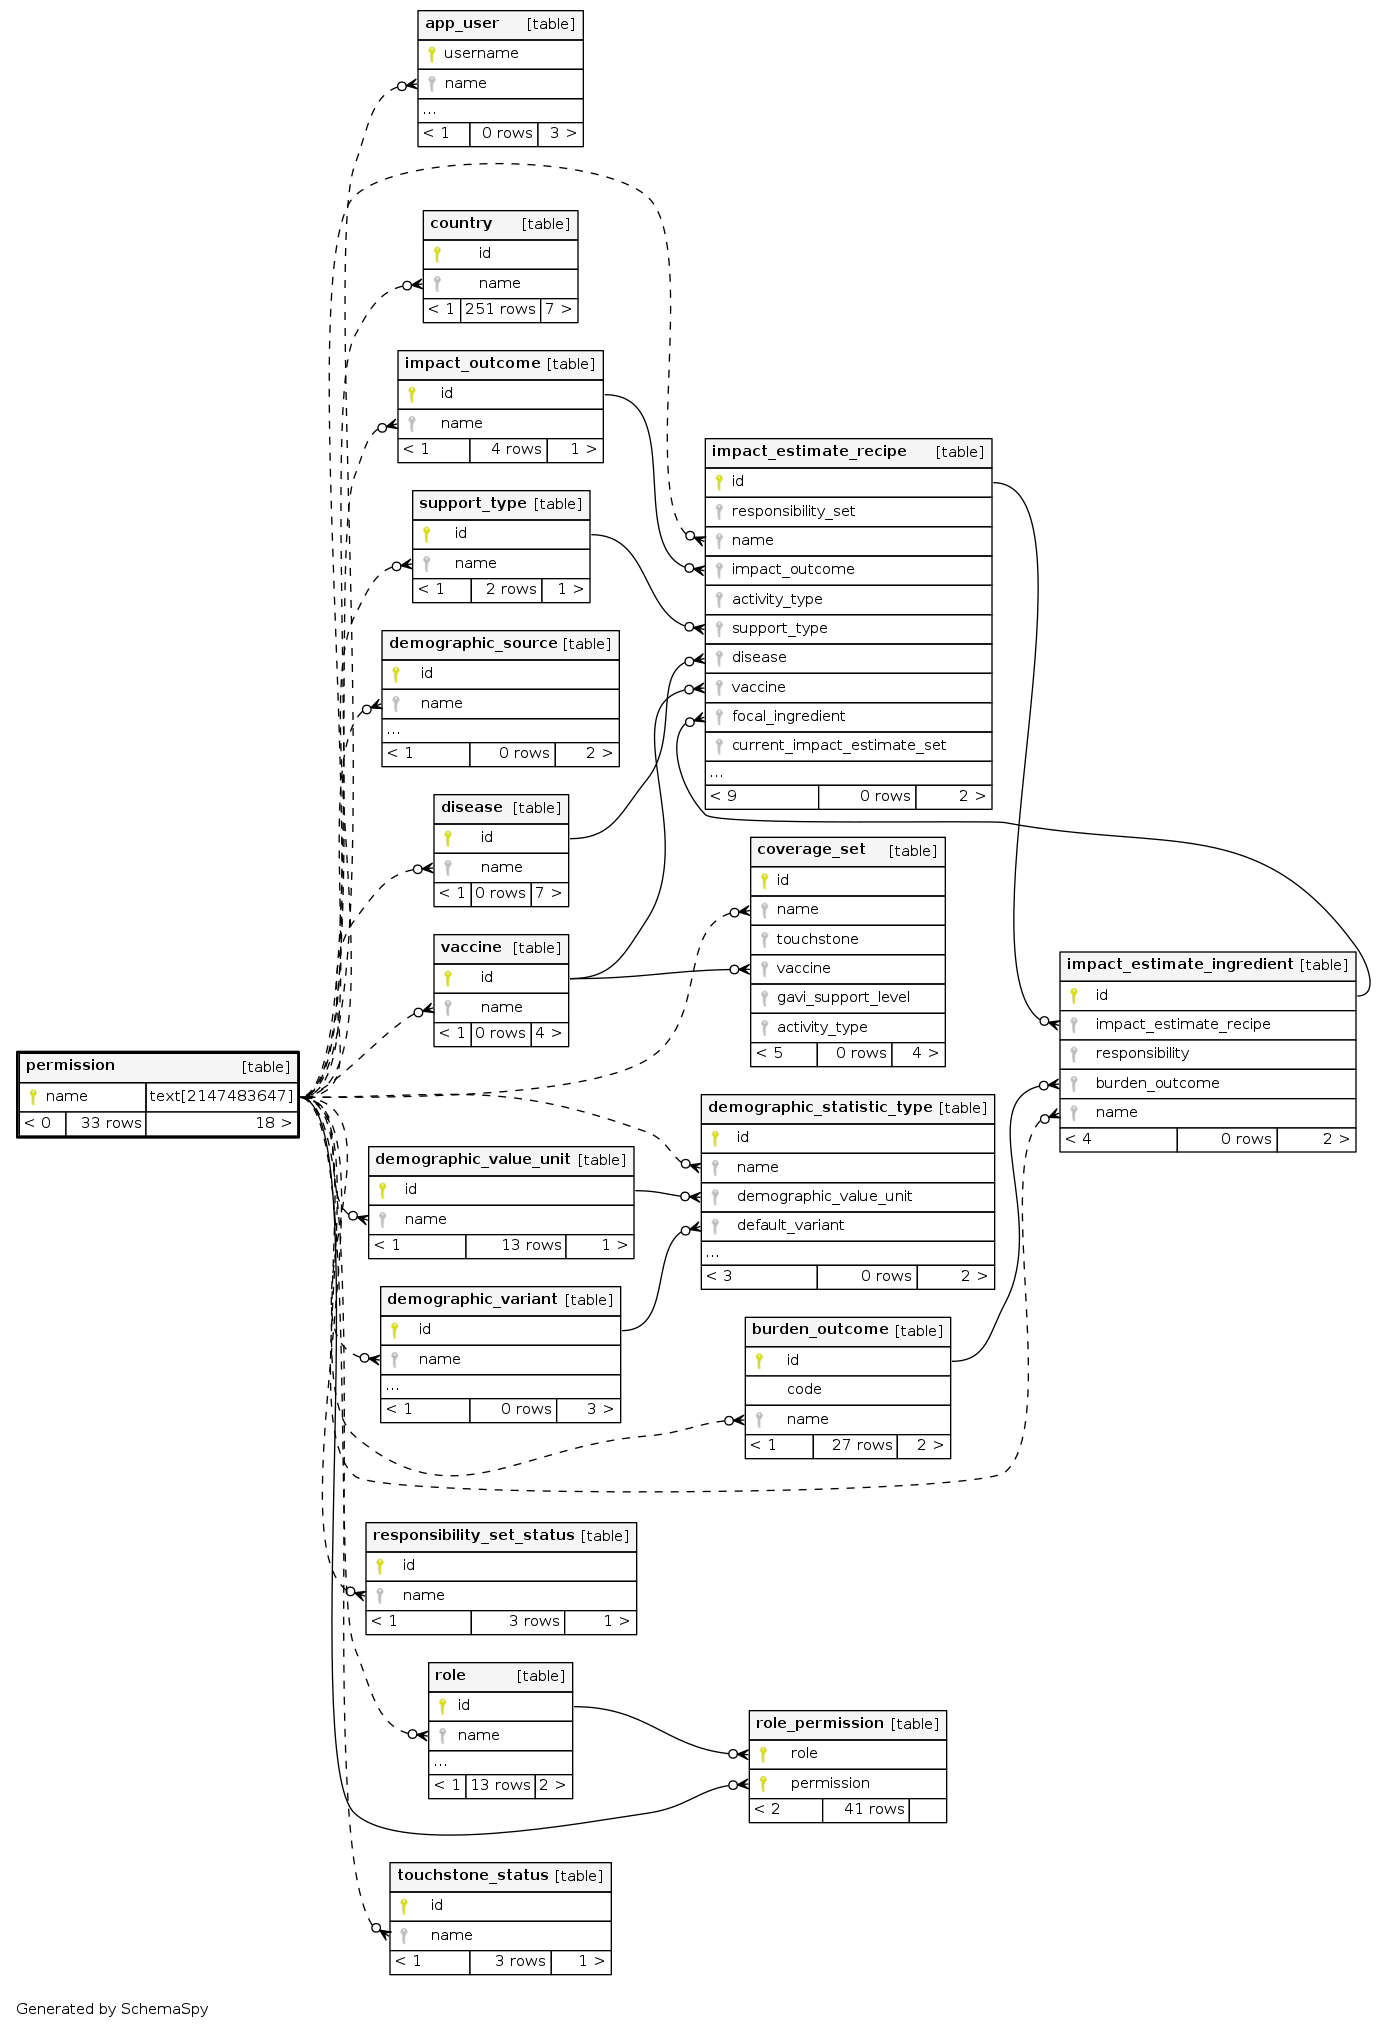 app_user [table]
username
name
...
< 1 0 rows 3 >
country [table]
id
name
< 1 251 rows 7 >
impact_outcome [table]
id
name
< 1 4 rows 1 >
support_type [table]
id
name
< 1 2 rows 1 >
demographic_source [table]
id
name
...
< 1 0 rows 2 >
disease [table]
id
name
< 1 0 rows 7 >
vaccine [table]
id
name
< 1 0 rows 4 >
permission [table]
name text[2147483647]
< 0 33 rows 18 >
demographic_value_unit [table]
id
name
< 1 13 rows 1 >
demographic_variant [table]
id
name
...
< 1 0 rows 3 >
responsibility_set_status [table]
id
name
< 1 3 rows 1 >
role [table]
id
name
...
< 1 13 rows 2 >
touchstone_status [table]
id
name
< 1 3 rows 1 >
impact_estimate_recipe [table]
id
responsibility_set
name
impact_outcome
activity_type
support_type
disease
vaccine
focal_ingredient
current_impact_estimate_set
...
< 9 0 rows 2 >
coverage_set [table]
id
name
touchstone
vaccine
gavi_support_level
activity_type
< 5 0 rows 4 >
demographic_statistic_type [table]
id
name
demographic_value_unit
default_variant
...
< 3 0 rows 2 >
burden_outcome [table]
id
code
name
< 1 27 rows 2 >
role_permission [table]
role
permission
< 2 41 rows
impact_estimate_ingredient [table]
id
impact_estimate_recipe
responsibility
burden_outcome
name
< 4 0 rows 2 >
Generated by SchemaSpy